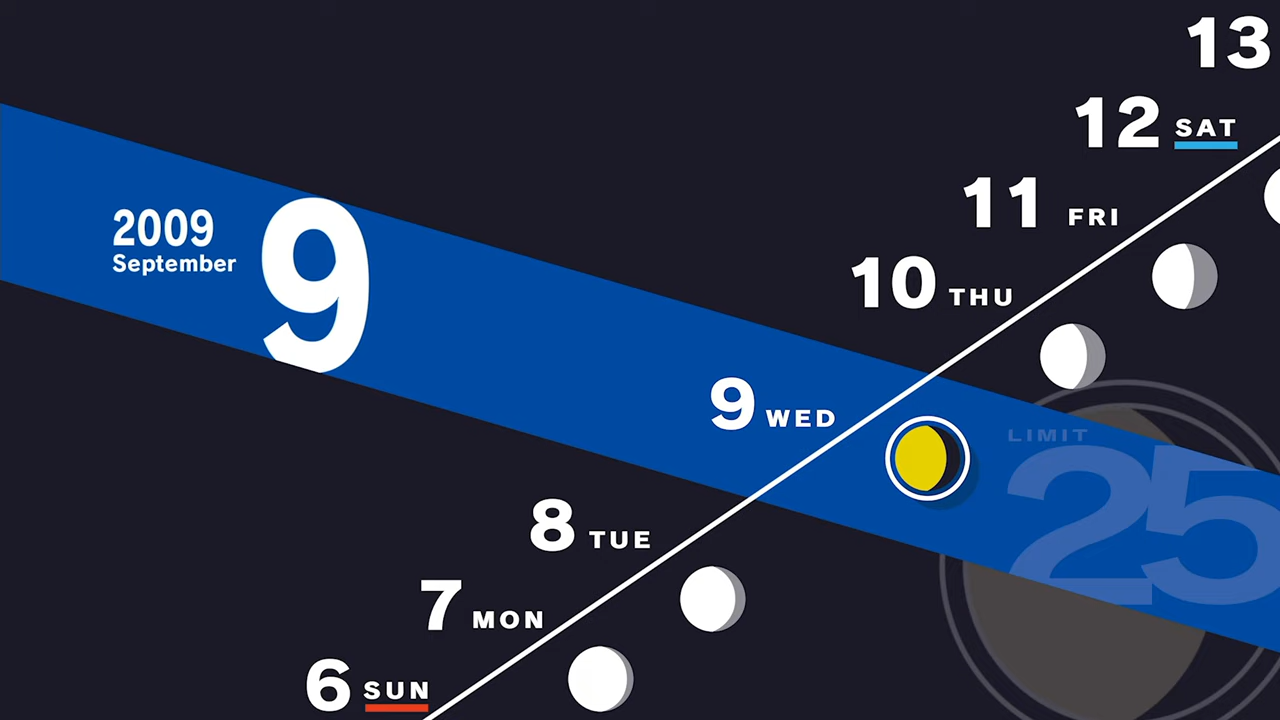 13
12 SAT
11 FRI
2009
September
9
10 THU
9 WED
LIMIT
25
8 TUE
7 MON
6 SUN